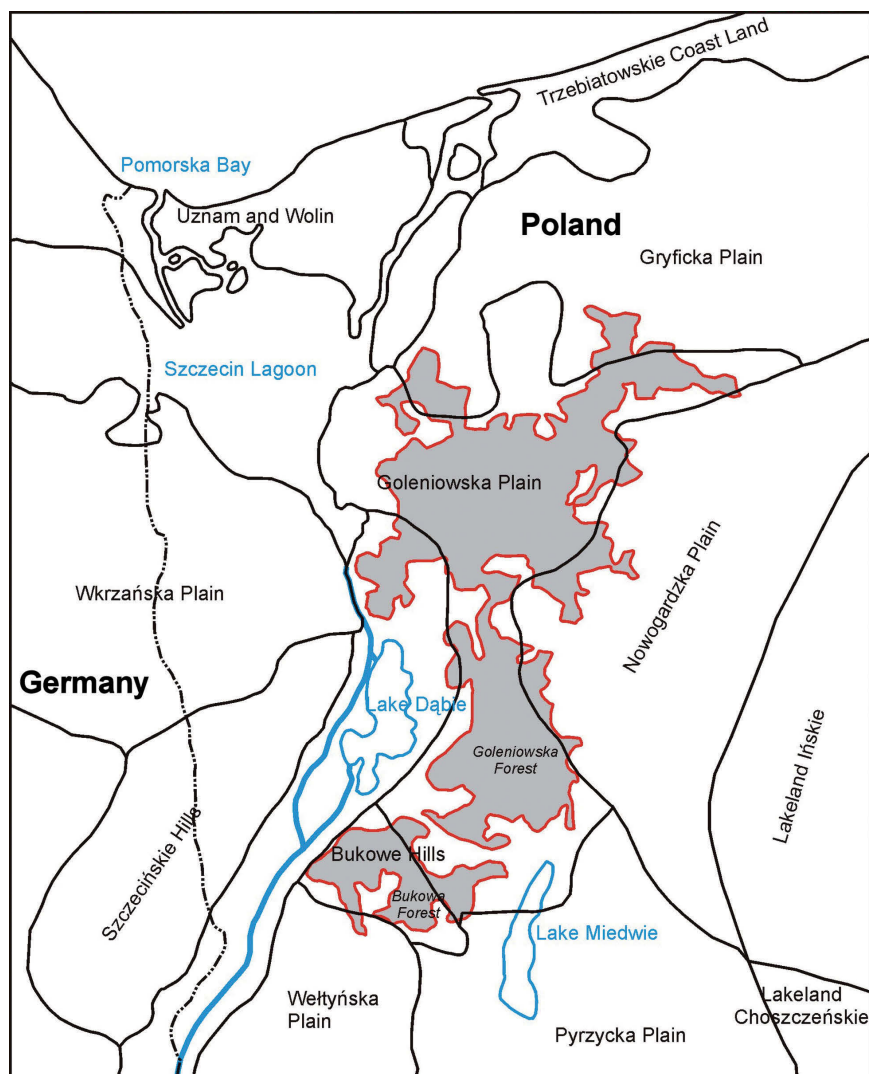 Trzebiatowskie Coast Land
Pomorska Bay
Uznam and Wolin
Poland
Gryficka Plain
Szczecin Lagoon
Goleniowska Plain
Wkrzańska Plain
Nowogardzka Plain
Germany
Lake Dąbie
Goleniowska
Forest
Lakeland Ińskie
Szczecińskie Hills
Bukowe Hills
Bukowa
Forest
Lake Miedwie
Wełtyńska
Plain
Lakeland
Choszczeńskie
Pyrzycka Plain